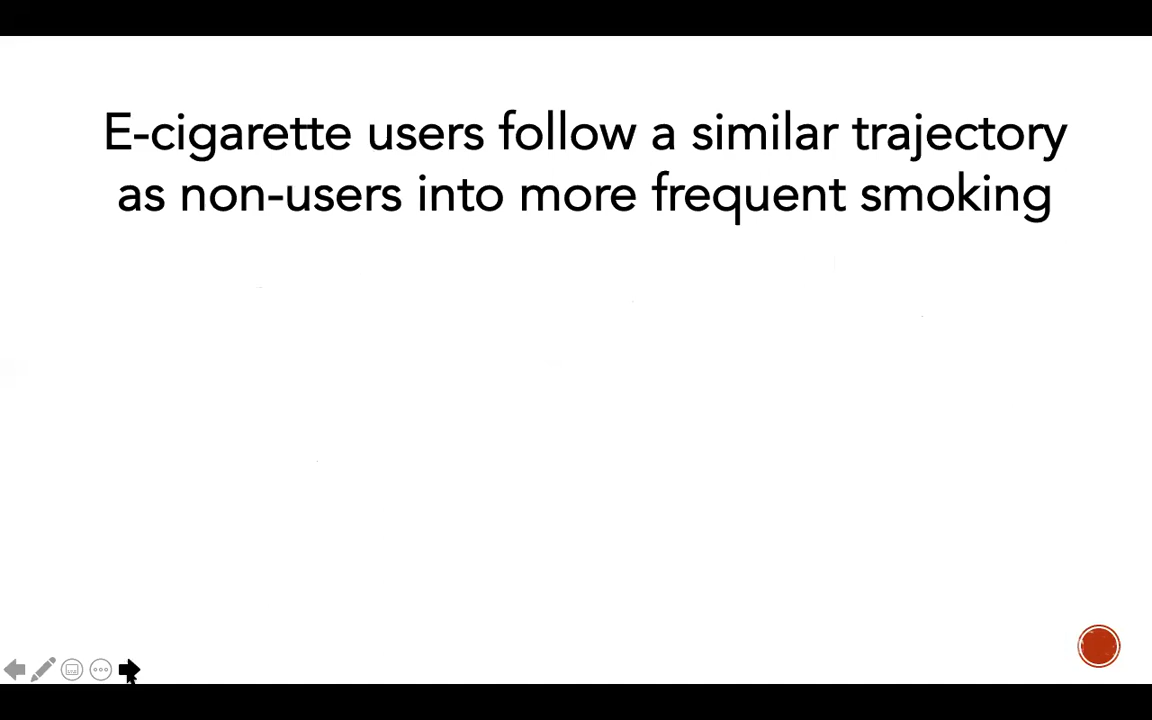 E-cigarette users follow a similar trajectory
as non-users into more frequent smoking